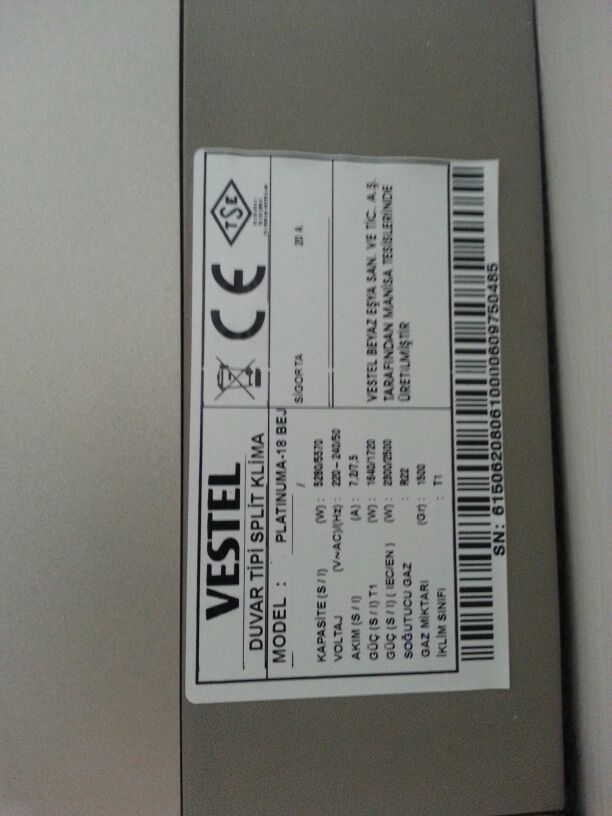 VESTEL
DUVAR TİPİ SPLIT KLİMA
MODEL : PLATINUMA-18 BEJ
/
KAPASİTE (S / I) (W) : 5280/5570
VOLTAJ (V~AC)/(Hz) : 220-240/50
AKIM (S / I) (A) : 7,2/7,5
GÜÇ (S / I) T1 (W) : 1640/1720
GÜÇ (S / I) ( IEC/EN ) (W) : 2300/2500
SOĞUTUCU GAZ : R22
GAZ MİKTARI (Gr) : 1500
İKLİM SINIFI : T1
CE
TSE
SİGORTA : 20 A
VESTEL BEYAZ EŞYA SAN. VE TİC. A.Ş.
TARAFINDAN MANİSA TESİSLERİNDE
ÜRETİLMİŞTİR
SN: 615062080610000609750485